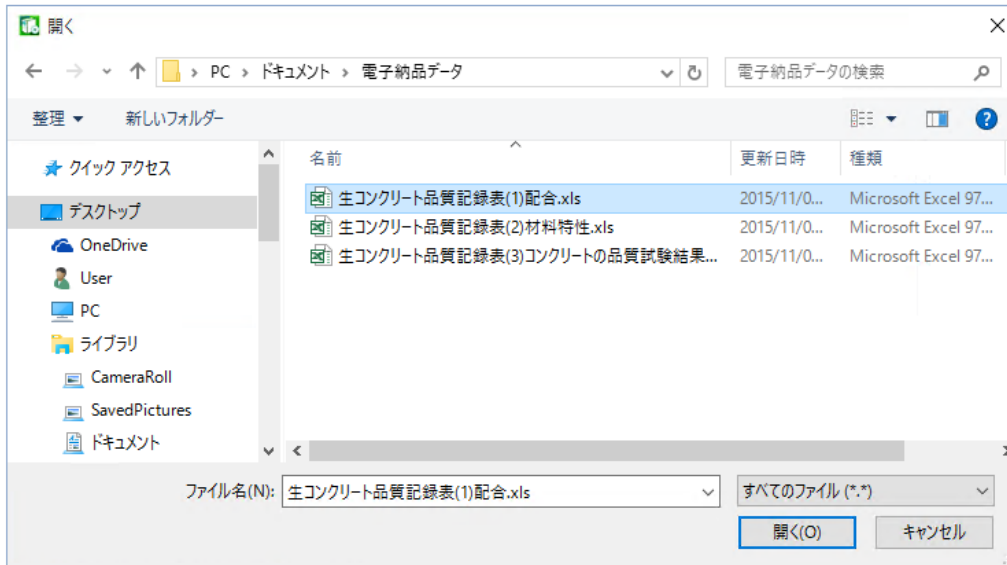 開く
PC › ドキュメント › 電子納品データ
電子納品データの検索
整理
新しいフォルダー
名前 更新日時 種類
クイック アクセス
デスクトップ
OneDrive
User
PC
ライブラリ
CameraRoll
SavedPictures
ドキュメント
生コンクリート品質記録表(1)配合.xls 2015/11/0... Microsoft Excel 97...
生コンクリート品質記録表(2)材料特性.xls 2015/11/0... Microsoft Excel 97...
生コンクリート品質記録表(3)コンクリートの品質試験結果... 2015/11/0... Microsoft Excel 97...
ファイル名(N): 生コンクリート品質記録表(1)配合.xls
すべてのファイル (*.*)
開く(O) キャンセル